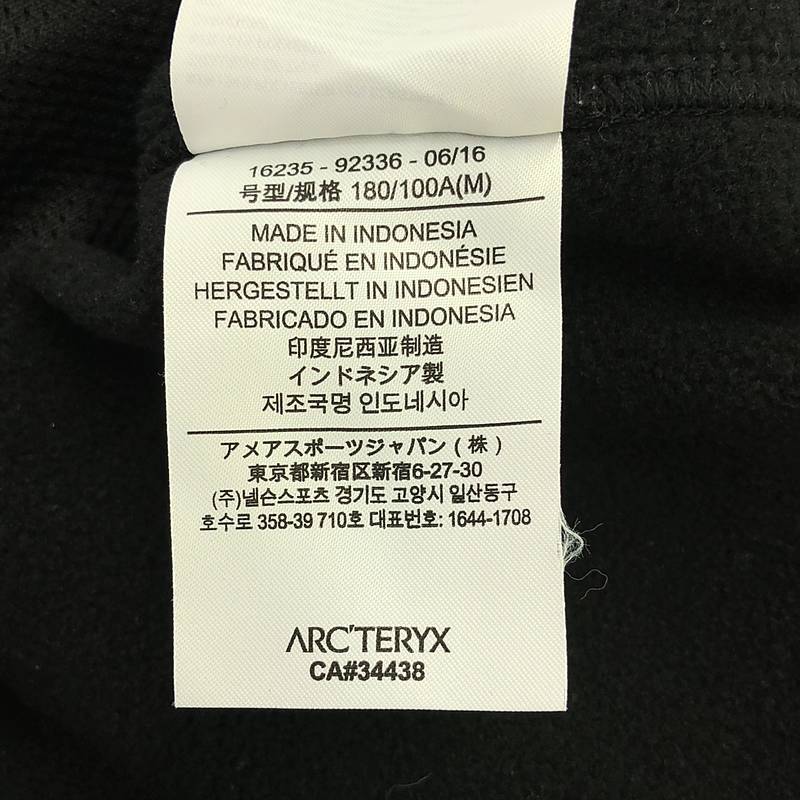 16235 - 92336 - 06/16
号型/规格 180/100A(M)
MADE IN INDONESIA
FABRIQUÉ EN INDONÉSIE
HERGESTELLT IN INDONESIEN
FABRICADO EN INDONESIA
印度尼西亚制造
インドネシア製
제조국명 인도네시아
アメアスポーツジャパン(株)
東京都新宿区新宿6-27-30
(주)넬슨스포츠 경기도 고양시 일산동구
호수로 358-39 710호 대표번호: 1644-1708
ARC'TERYX
CA#34438